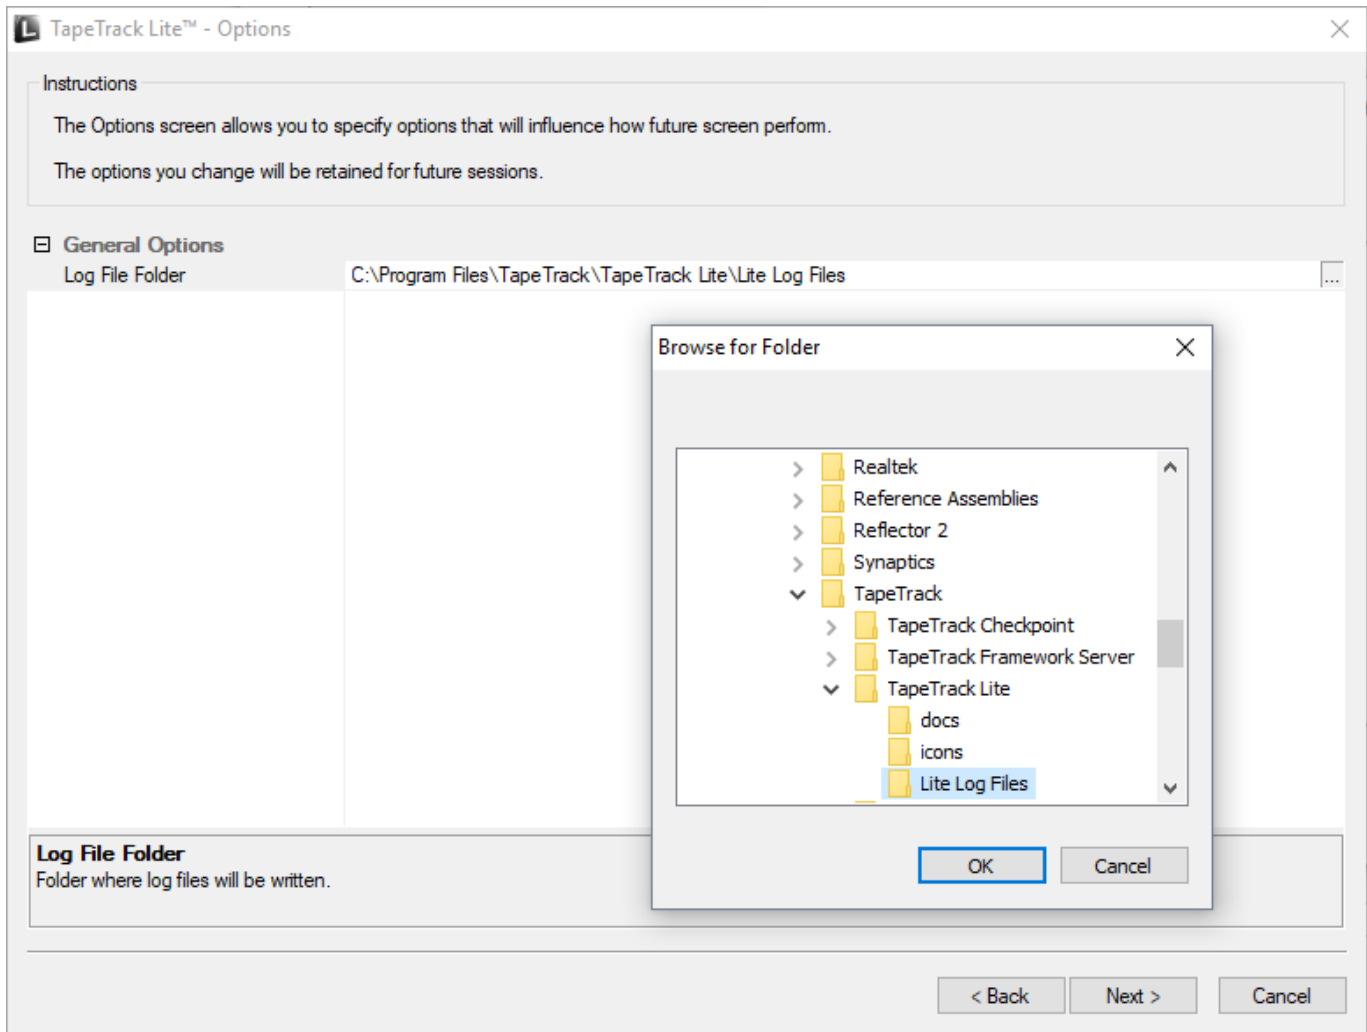 TapeTrack Lite™ - Options
Instructions
The Options screen allows you to specify options that will influence how future screen perform.
The options you change will be retained for future sessions.
General Options
Log File Folder C:\Program Files\TapeTrack\TapeTrack Lite\Lite Log Files ...
Browse for Folder
Realtek
Reference Assemblies
Reflector 2
Synaptics
TapeTrack
TapeTrack Checkpoint
TapeTrack Framework Server
TapeTrack Lite
docs
icons
Lite Log Files
OK Cancel
Log File Folder
Folder where log files will be written.
< Back Next > Cancel